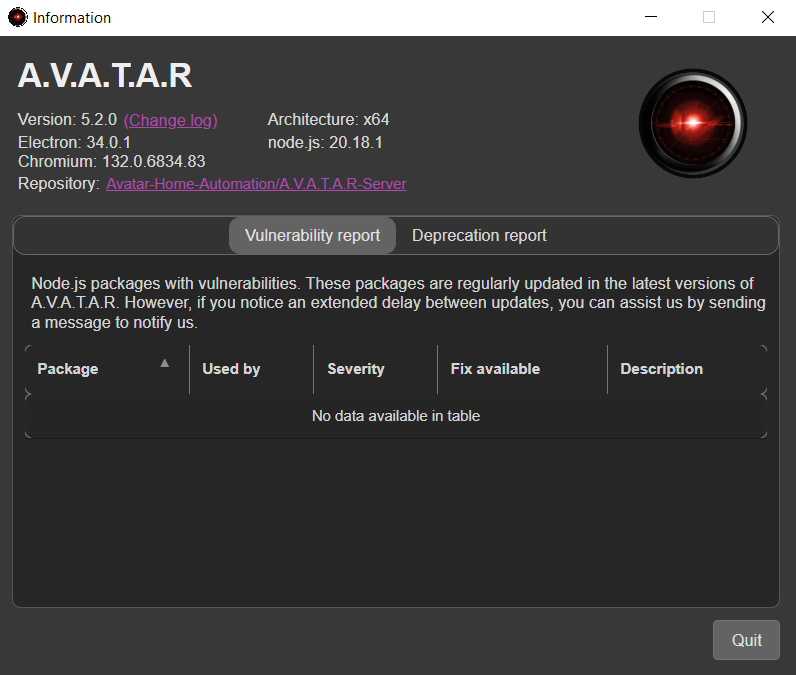 Information
A.V.A.T.A.R
Version: 5.2.0 (Change log) Architecture: x64
Electron: 34.0.1 node.js: 20.18.1
Chromium: 132.0.6834.83
Repository: Avatar-Home-Automation/A.V.A.T.A.R-Server
Vulnerability report Deprecation report
Node.js packages with vulnerabilities. These packages are regularly updated in the latest versions of
A.V.A.T.A.R. However, if you notice an extended delay between updates, you can assist us by sending
a message to notify us.
Package Used by Severity Fix available Description
No data available in table
Quit